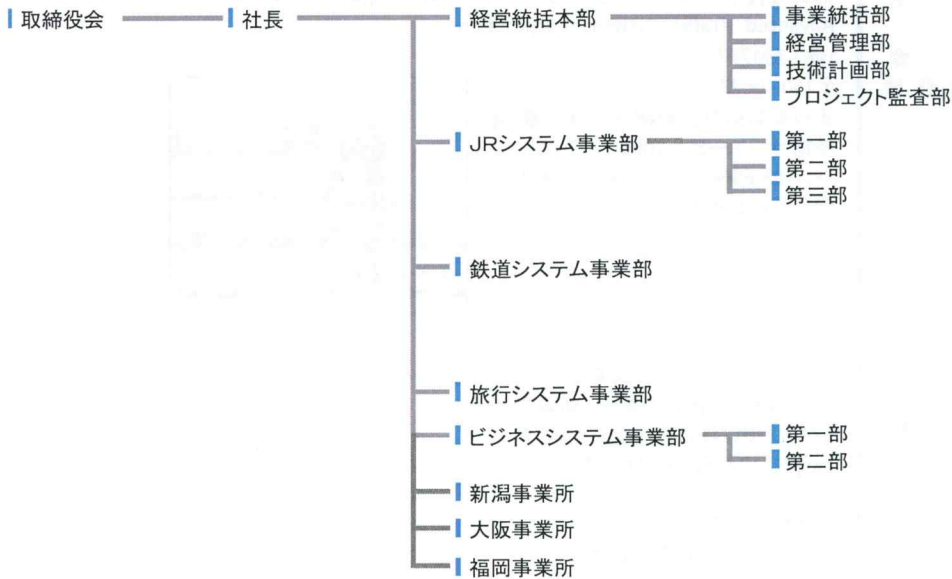 取締役会
社長
経営統括本部
事業統括部
経営管理部
技術計画部
プロジェクト監査部
JRシステム事業部
第一部
第二部
第三部
鉄道システム事業部
旅行システム事業部
ビジネスシステム事業部
第一部
第二部
新潟事業所
大阪事業所
福岡事業所